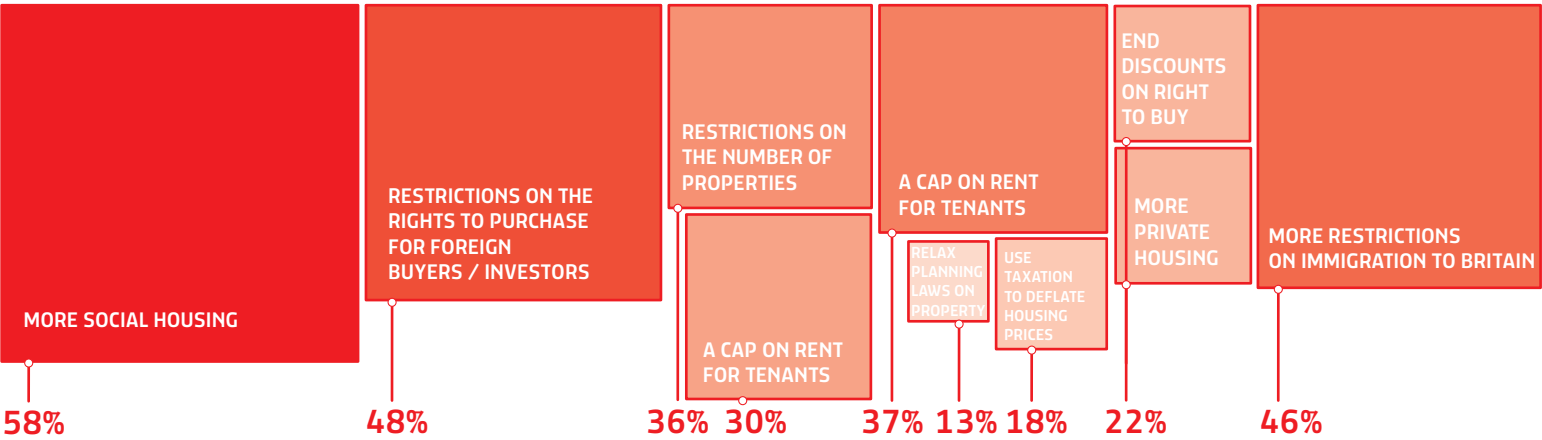 MORE SOCIAL HOUSING
58%
RESTRICTIONS ON THE
RIGHTS TO PURCHASE
FOR FOREIGN
BUYERS / INVESTORS
48%
RESTRICTIONS ON
THE NUMBER OF
PROPERTIES
36%
A CAP ON RENT
FOR TENANTS
30%
A CAP ON RENT
FOR TENANTS
37%
RELAX
PLANNING
LAWS ON
PROPERTY
13%
USE
TAXATION
TO DEFLATE
HOUSING
PRICES
18%
END
DISCOUNTS
ON RIGHT
TO BUY
MORE
PRIVATE
HOUSING
22%
MORE RESTRICTIONS
ON IMMIGRATION TO BRITAIN
46%